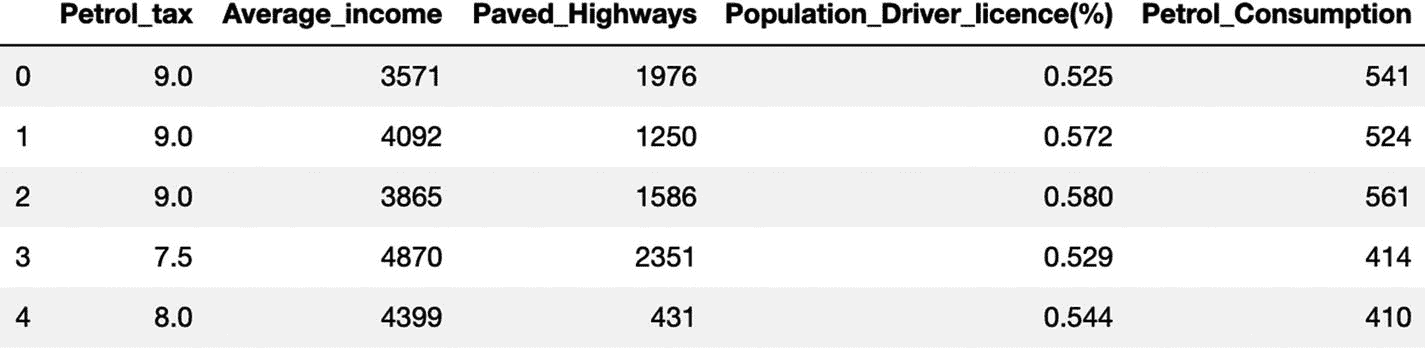 Petrol_tax Average_income Paved_Highways Population_Driver_licence(%) Petrol_Consumption
0 9.0 3571 1976 0.525 541
1 9.0 4092 1250 0.572 524
2 9.0 3865 1586 0.580 561
3 7.5 4870 2351 0.529 414
4 8.0 4399 431 0.544 410